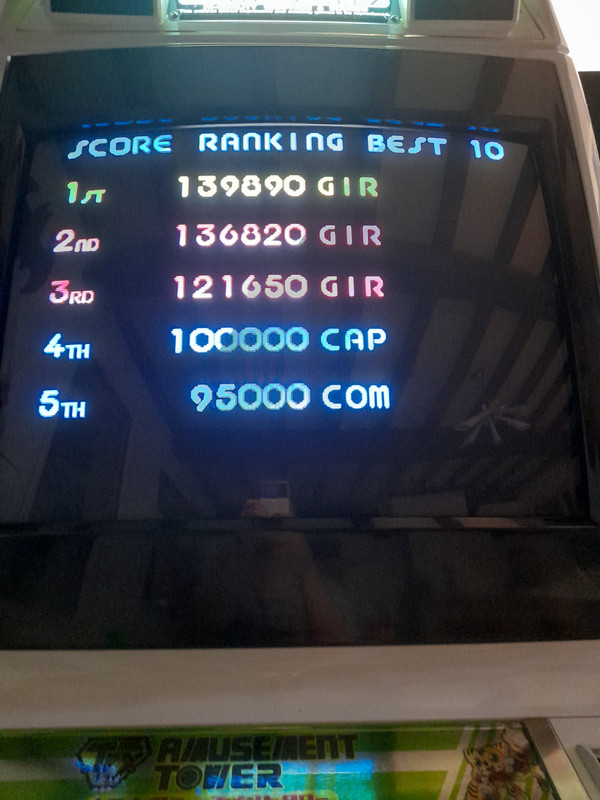 SCORE RANKING BEST 10
1ST 139890 GIR
2ND 136820 GIR
3RD 121650 GIR
4TH 100000 CAP
5TH 95000 COM
AMUSEMENT
TOWER